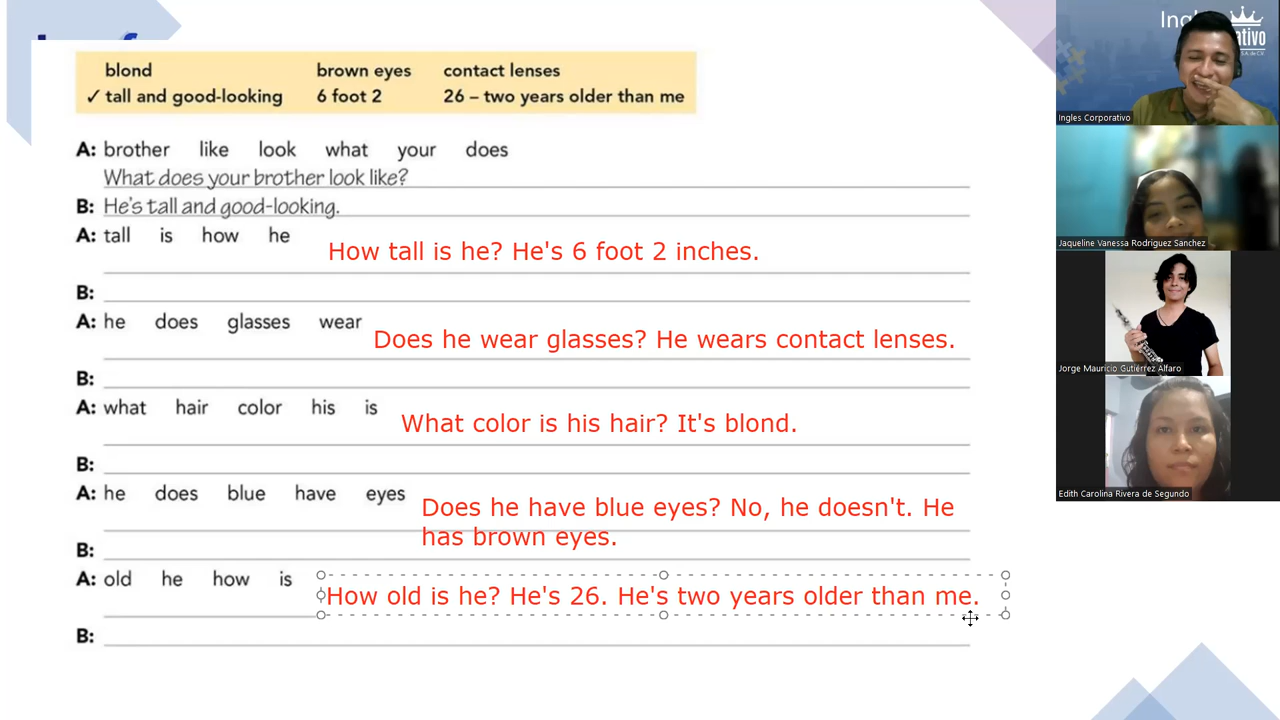 blond brown eyes contact lenses
✓ tall and good-looking 6 foot 2 26 – two years older than me
A: brother like look what your does
What does your brother look like?
B: He's tall and good-looking.
A: tall is how he
How tall is he? He's 6 foot 2 inches.
B:
A: he does glasses wear
Does he wear glasses? He wears contact lenses.
B:
A: what hair color his is
What color is his hair? It's blond.
B:
A: he does blue have eyes
Does he have blue eyes? No, he doesn't. He
has brown eyes.
B:
A: old he how is
How old is he? He's 26. He's two years older than me.
B:
Ingles Corporativo
Jaqueline Vanessa Rodriguez Sanchez
Jorge Mauricio Gutiérrez Alfaro
Edith Carolina Rivera de Segundo